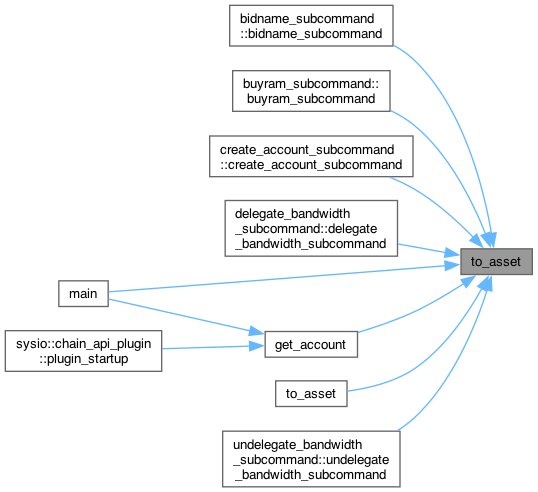 bidname_subcommand
::bidname_subcommand
buyram_subcommand::
buyram_subcommand
create_account_subcommand
::create_account_subcommand
delegate_bandwidth
_subcommand::delegate
_bandwidth_subcommand
to_asset
main
sysio::chain_api_plugin
::plugin_startup
get_account
to_asset
undelegate_bandwidth
_subcommand::undelegate
_bandwidth_subcommand